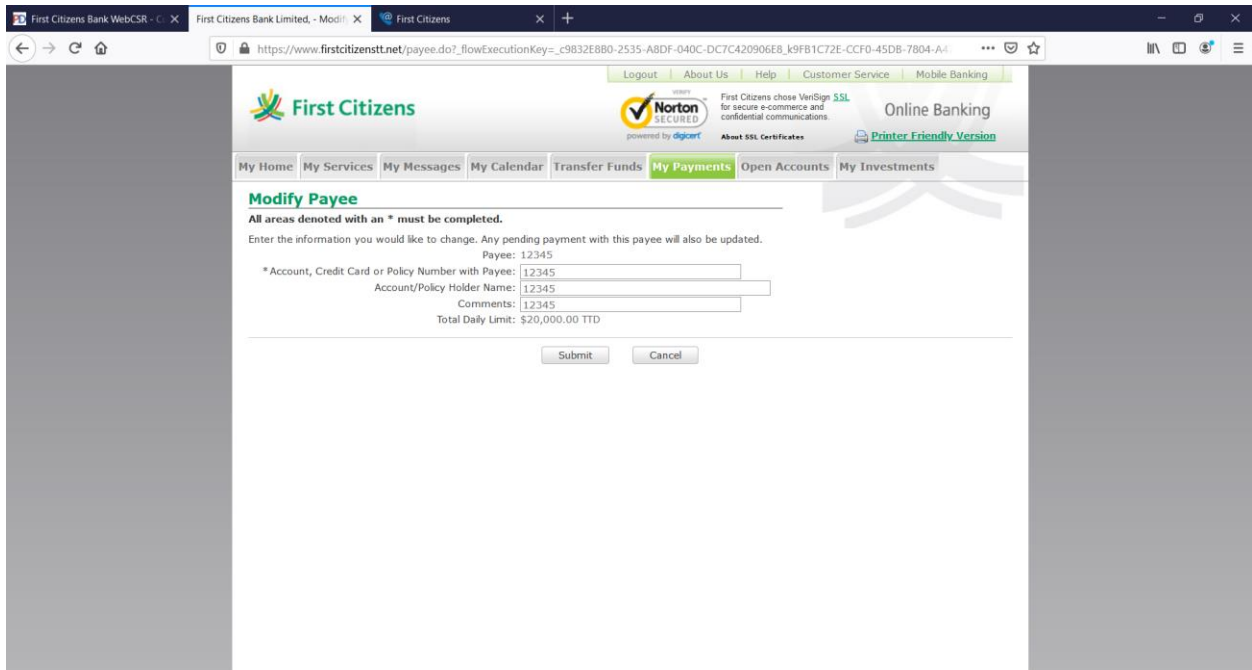 First Citizens Bank WebCSR - C
First Citizens Bank Limited, - Modif
First Citizens
https://www.firstcitizenstt.net/payee.do?_flowExecutionKey=_c9832E8B0-2535-A8DF-040C-DC7C420906E8_k9FB1C72E-CCF0-45DB-7804-A4
Logout | About Us | Help | Customer Service | Mobile Banking
First Citizens
VERIFY
Norton
SECURED
powered by digicert
First Citizens chose VeriSign SSL
for secure e-commerce and
confidential communications.
About SSL Certificates
Online Banking
Printer Friendly Version
My Home My Services My Messages My Calendar Transfer Funds My Payments Open Accounts My Investments
Modify Payee
All areas denoted with an * must be completed.
Enter the information you would like to change. Any pending payment with this payee will also be updated.
Payee: 12345
*Account, Credit Card or Policy Number with Payee: 12345
Account/Policy Holder Name: 12345
Comments: 12345
Total Daily Limit: $20,000.00 TTD
Submit Cancel